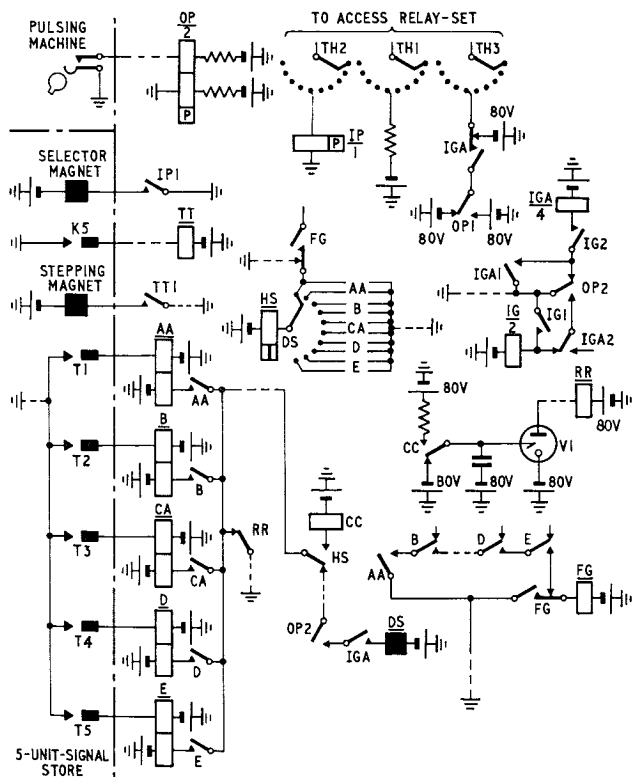 TO ACCESS RELAY-SET
PULSING
MACHINE
OP
2
P
TH2
TH1
TH3
IP
1
P
80V
IGA
80V
OP1
80V
IGA
4
IG2
SELECTOR
MAGNET
IP1
K5
TT
STEPPING
MAGNET
TT1
FG
HS
DS
I
AA
B
CA
D
E
IGA1
OP2
IG1
IG
2
IGA2
T1
AA
AA
T2
B
B
T3
CA
CA
T4
D
D
T5
E
E
RR
5-UNIT-SIGNAL
STORE
80V
CC
80V
80V
V1
80V
RR
80V
CC
HS
OP2
IGA
DS
AA
B
D
E
FG
FG